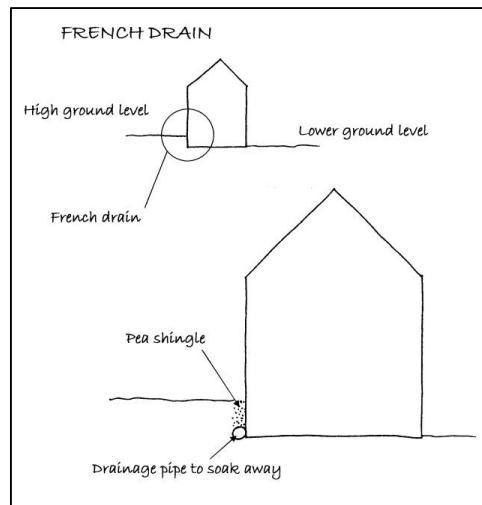 FRENCH DRAIN
High ground level
Lower ground level
French drain
Pea shingle
Drainage pipe to soak away